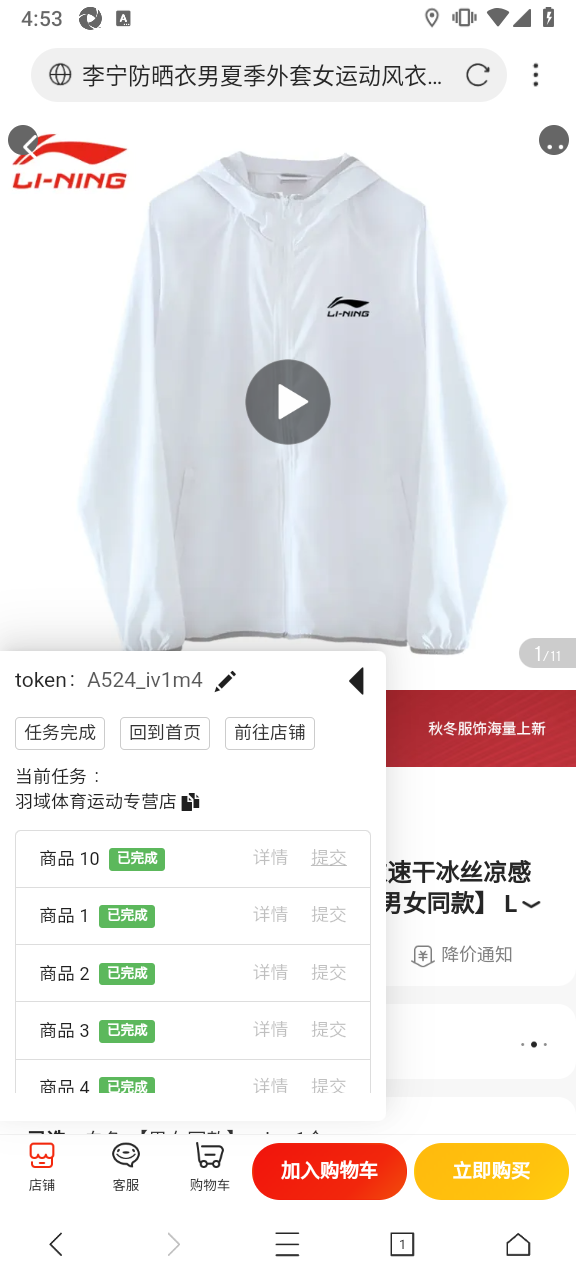 4:53
A
李宁防晒衣男夏季外套女运动风衣...
LI-NING
LI-NING
1/11
token: A524_iv1m4
任务完成 回到首页 前往店铺
秋冬服饰海量上新
当前任务：
羽域体育运动专营店
商品 10 已完成 详情 提交
速干冰丝凉感
商品 1 已完成 详情 提交
男女同款】 L
降价通知
商品 2 已完成 详情 提交
商品 3 已完成 详情 提交
商品 4 已完成 详情 提交
店铺 客服 购物车 加入购物车 立即购买
1